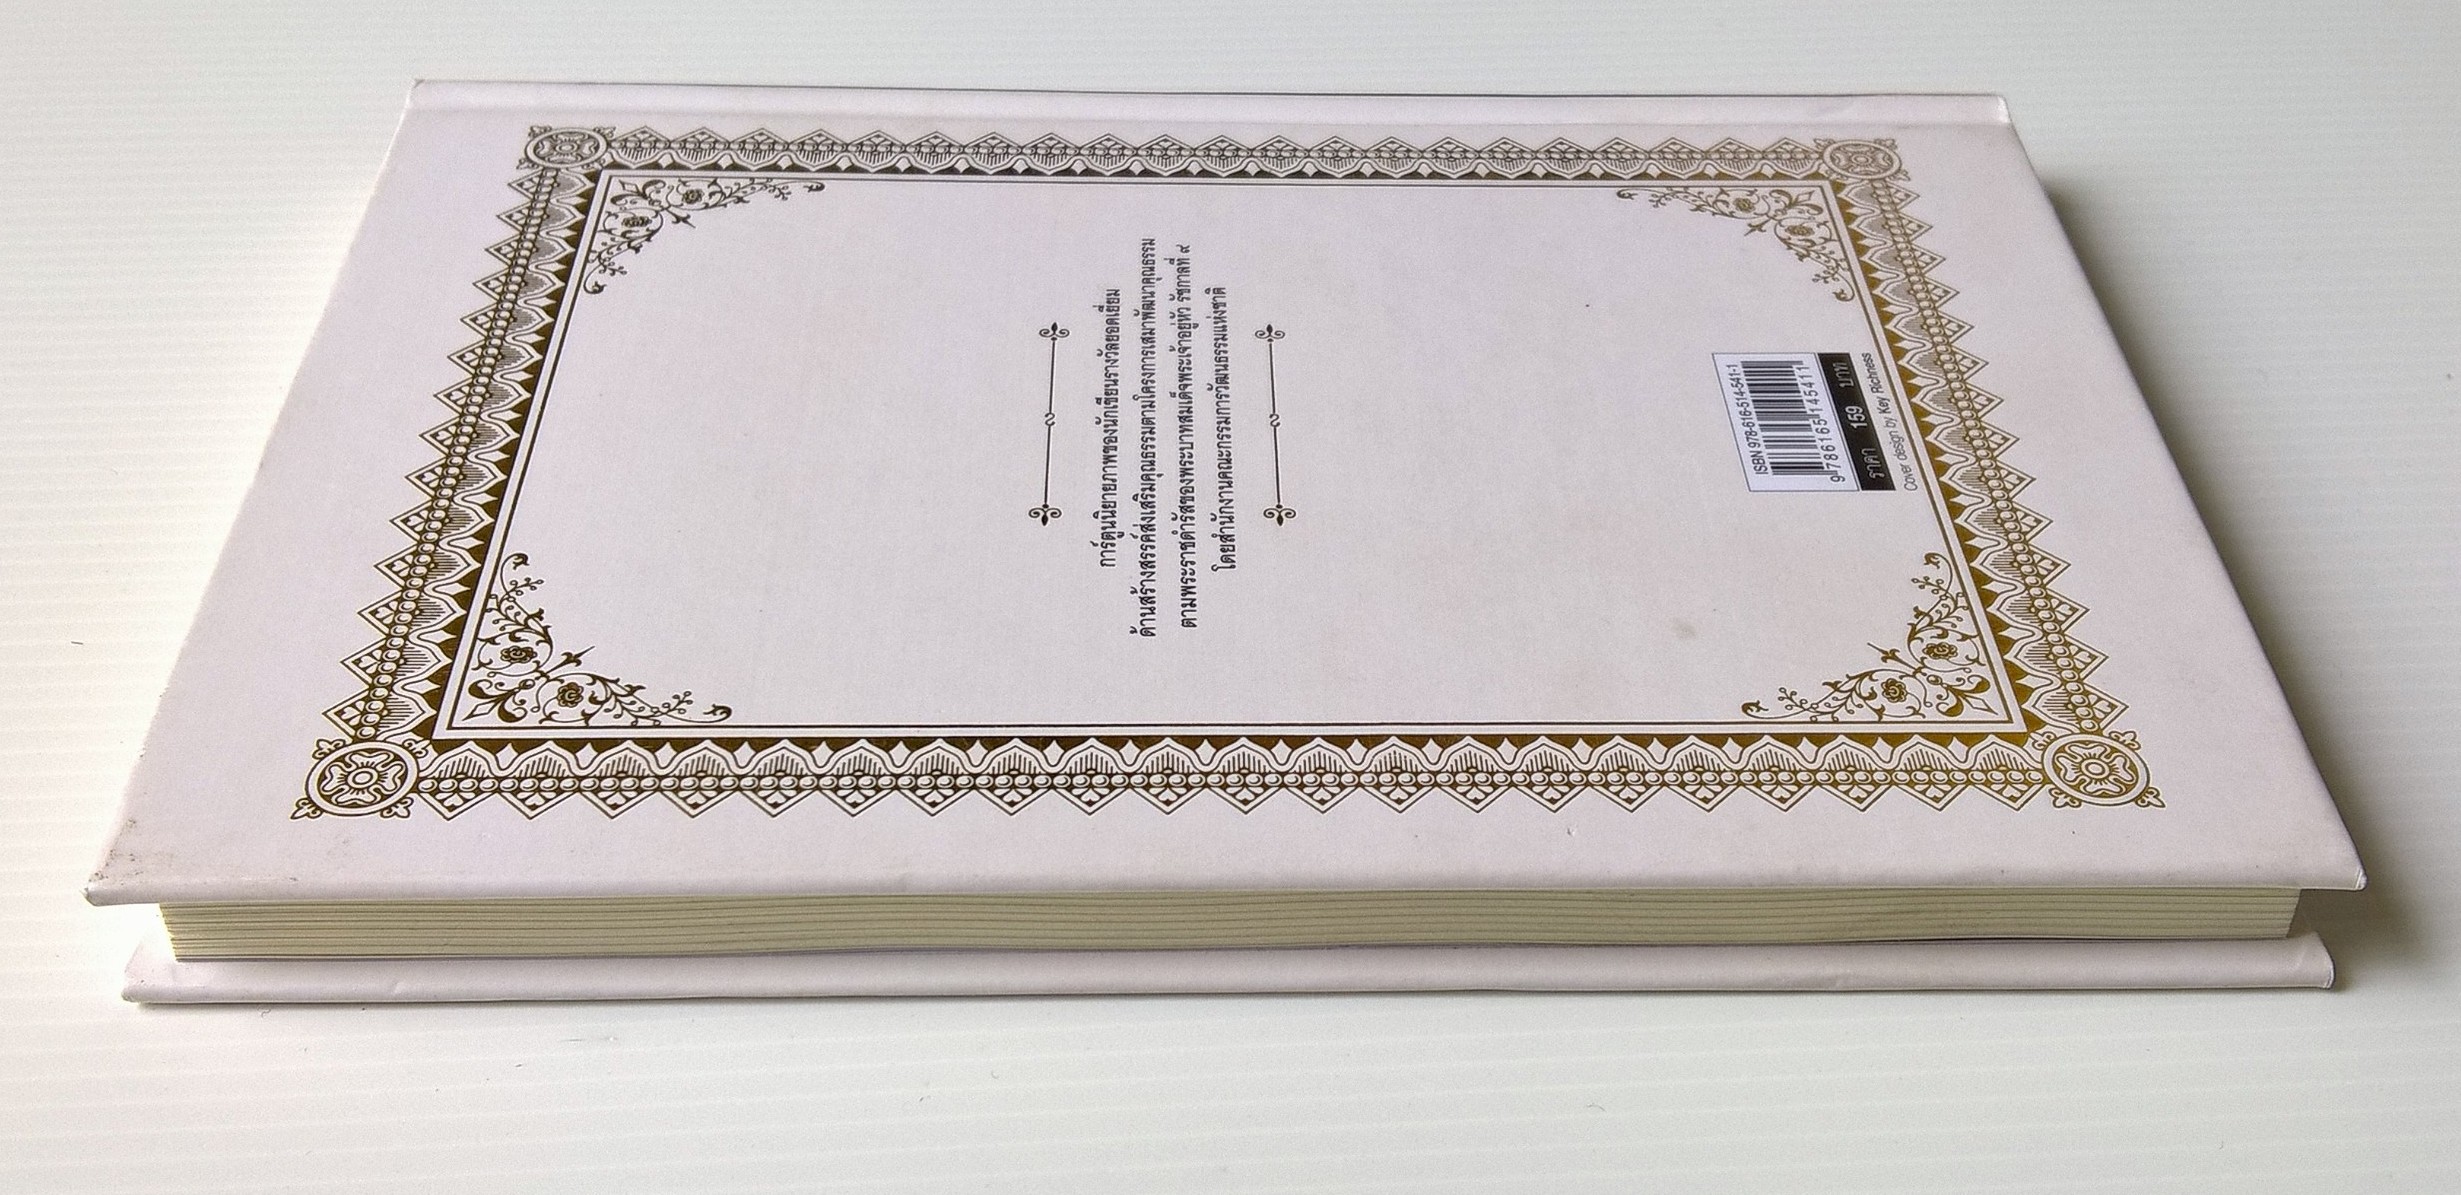 การ์ตูนนิยายภาพของนักเขียนรางวัลยอดเยี่ยม
ด้านสร้างสรรค์ส่งเสริมคุณธรรมตามโครงการเสมาพัฒนาคุณธรรม
ตามพระราชดำรัสของพระบาทสมเด็จพระเจ้าอยู่หัว รัชกาลที่ ๙
โดยสำนักงานคณะกรรมการวัฒนธรรมแห่งชาติ
ISBN 978-616-514-541-1
9 786165 145411
ราคา 159 บาท
Cover design by Key Richness